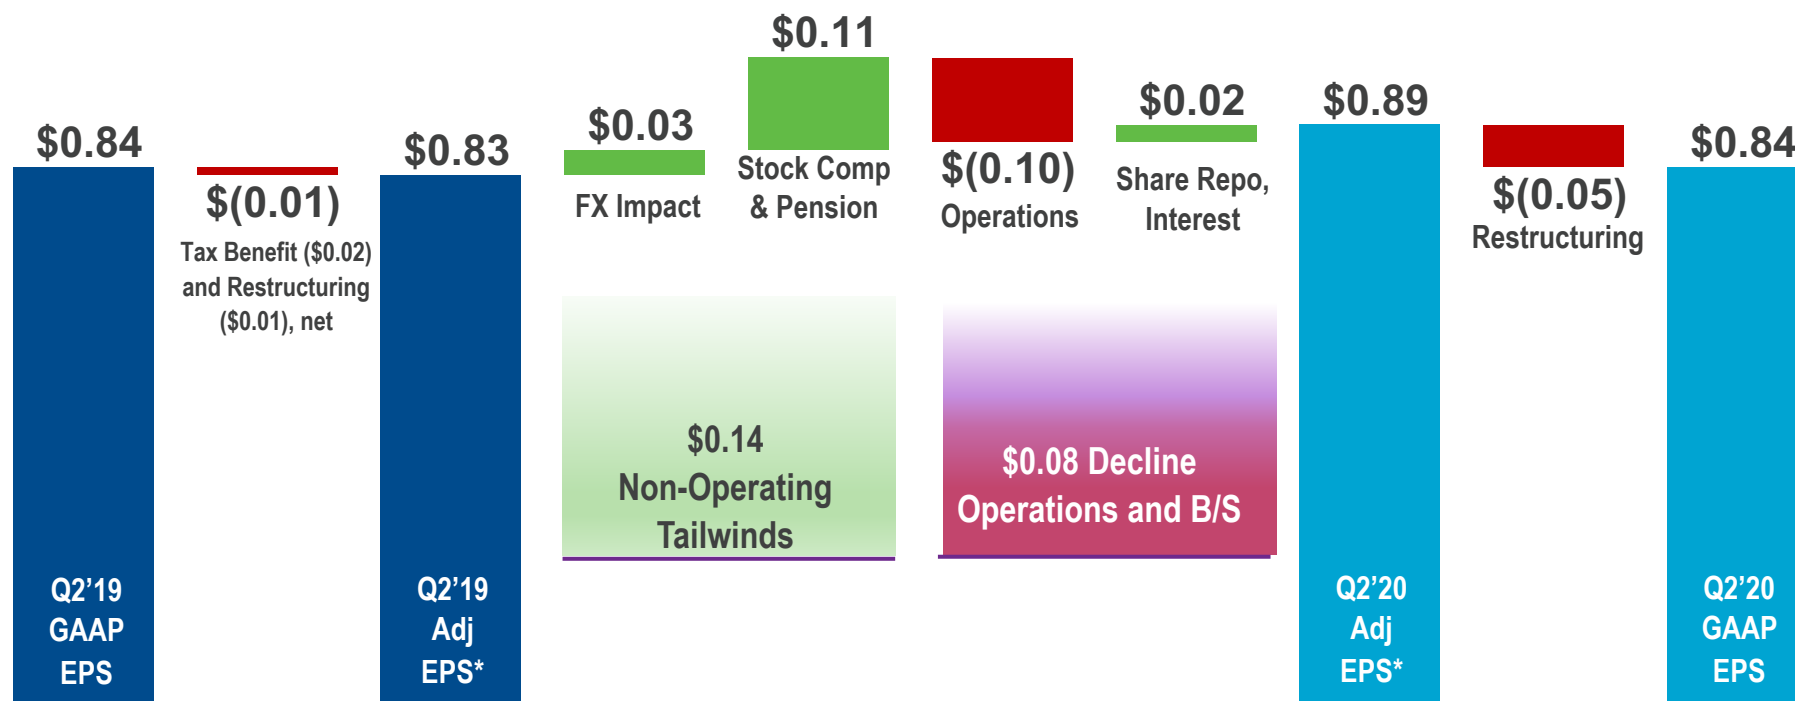 $0.84
Q2’19
GAAP
EPS
$(0.01)
Tax Benefit ($0.02)
and Restructuring
($0.01), net
$0.83
Q2’19
Adj
EPS*
$0.03
FX Impact
$0.11
Stock Comp
& Pension
$0.14
Non-Operating
Tailwinds
$(0.10)
Operations
$0.02
Share Repo,
Interest
$0.08 Decline
Operations and B/S
$0.89
Q2’20
Adj
EPS*
$(0.05)
Restructuring
$0.84
Q2’20
GAAP
EPS